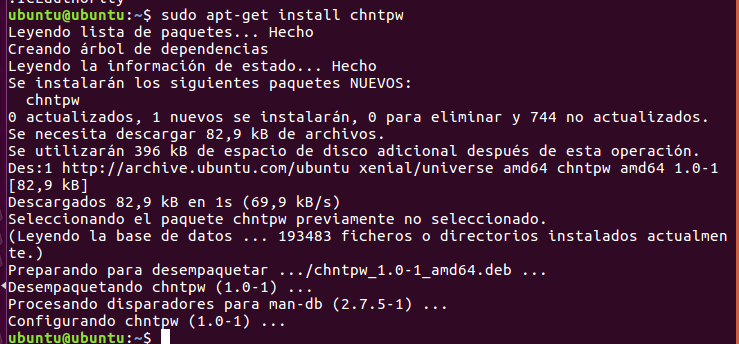 ubuntu@ubuntu:~$ sudo apt-get install chntpw
Leyendo lista de paquetes... Hecho
Creando árbol de dependencias
Leyendo la información de estado... Hecho
Se instalarán los siguientes paquetes NUEVOS:
  chntpw
0 actualizados, 1 nuevos se instalarán, 0 para eliminar y 744 no actualizados.
Se necesita descargar 82,9 kB de archivos.
Se utilizarán 396 kB de espacio de disco adicional después de esta operación.
Des:1 http://archive.ubuntu.com/ubuntu xenial/universe amd64 chntpw amd64 1.0-1
[82,9 kB]
Descargados 82,9 kB en 1s (69,9 kB/s)
Seleccionando el paquete chntpw previamente no seleccionado.
(Leyendo la base de datos ... 193483 ficheros o directorios instalados actualmen
te.)
Preparando para desempaquetar .../chntpw_1.0-1_amd64.deb ...
Desempaquetando chntpw (1.0-1) ...
Procesando disparadores para man-db (2.7.5-1) ...
Configurando chntpw (1.0-1) ...
ubuntu@ubuntu:~$